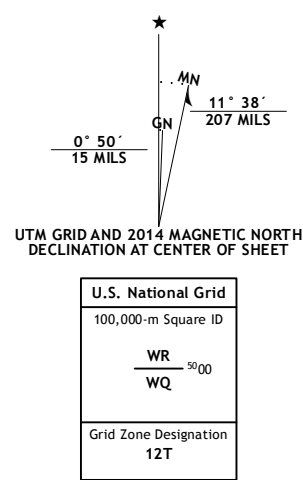 ★
MN
GN
11° 38´
207 MILS
0° 50´
15 MILS
UTM GRID AND 2014 MAGNETIC NORTH
DECLINATION AT CENTER OF SHEET
U.S. National Grid
100,000-m Square ID
WR
5000
WQ
Grid Zone Designation
12T